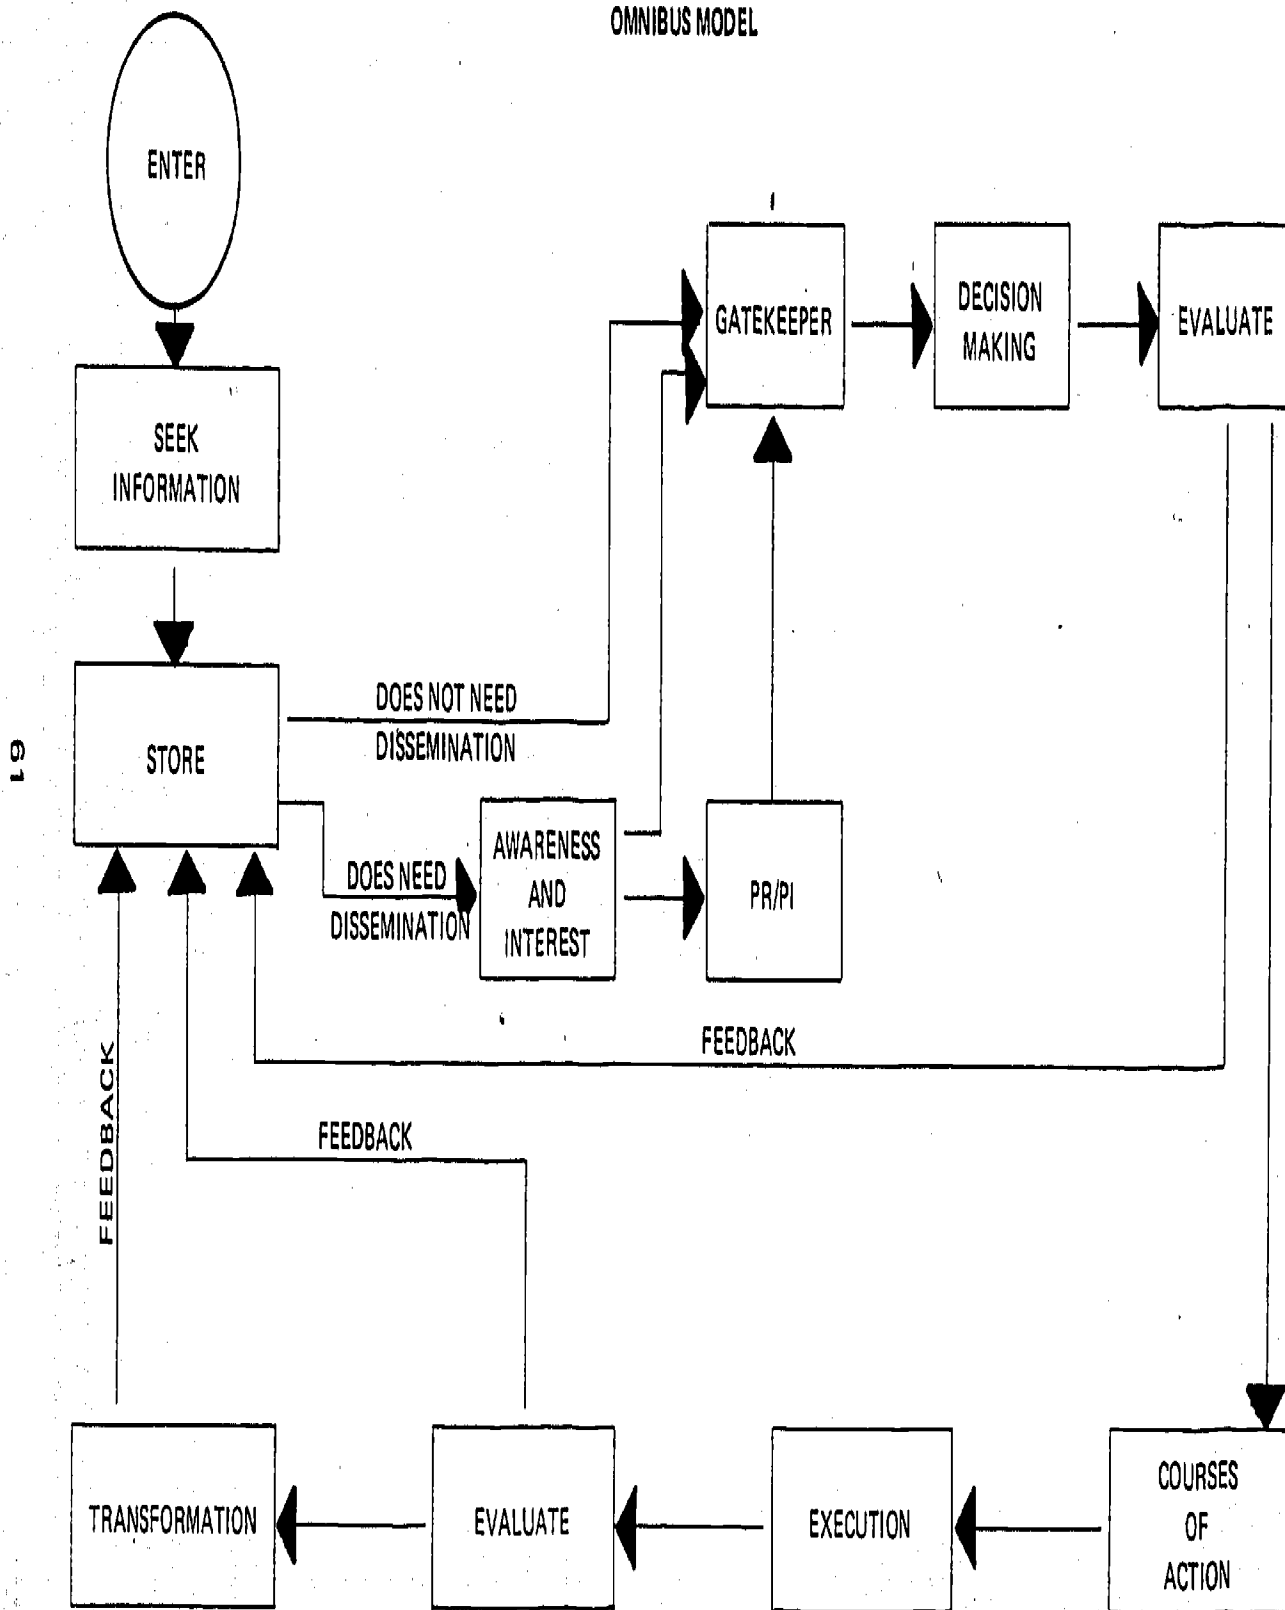 OMNIBUS MODEL
ENTER
SEEK
INFORMATION
STORE
DOES NOT NEED
DISSEMINATION
DOES NEED
DISSEMINATION
AWARENESS
AND
INTEREST
PR/PI
GATEKEEPER
DECISION
MAKING
EVALUATE
FEEDBACK
FEEDBACK
FEEDBACK
COURSES
OF
ACTION
EXECUTION
EVALUATE
TRANSFORMATION
61